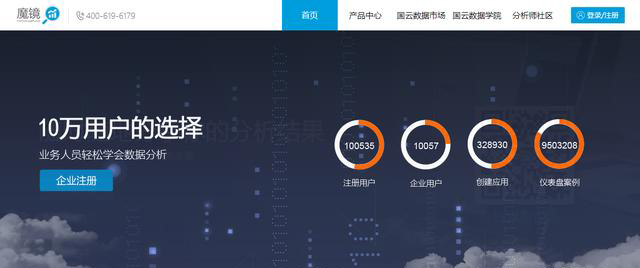 魔镜
400-619-6179
首页
产品中心
国云数据市场
国云数据学院
分析师社区
登录/注册
10万用户的选择
业务人员轻松学会数据分析
企业注册
100535
10057
328930
9503208
注册用户
企业用户
创建应用
仪表盘案例